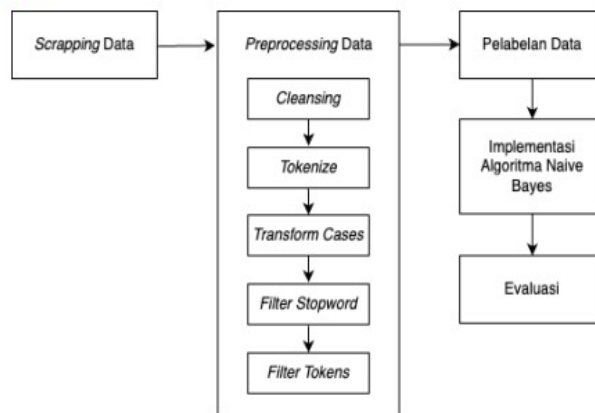 Scrapping Data
Preprocessing Data
Cleansing
Tokenize
Transform Cases
Filter Stopword
Filter Tokens
Pelabelan Data
Implementasi
Algoritma Naive
Bayes
Evaluasi